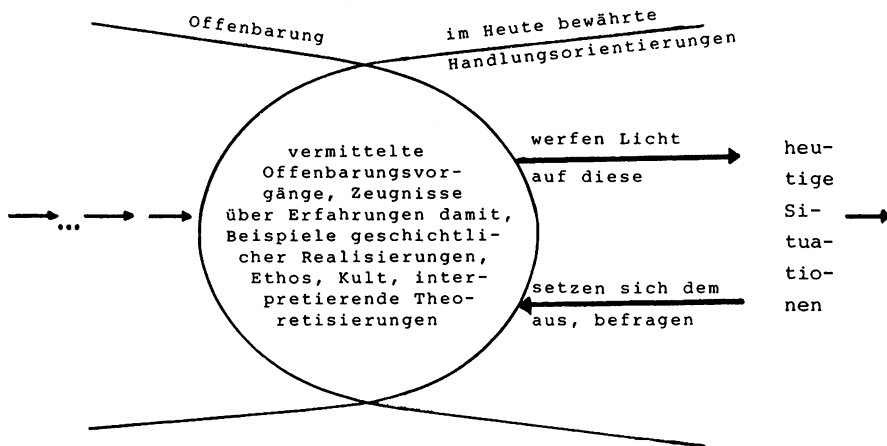 Offenbarung
im Heute bewährte
Handlungsorientierungen
vermittelte
Offenbarungsvor-
gänge, Zeugnisse
über Erfahrungen damit,
Beispiele geschichtli-
cher Realisierungen,
Ethos, Kult, inter-
pretierende Theo-
retisierungen
...
werfen Licht
auf diese
setzen sich dem
aus, befragen
heu-
tige
Si-
tua-
tio-
nen